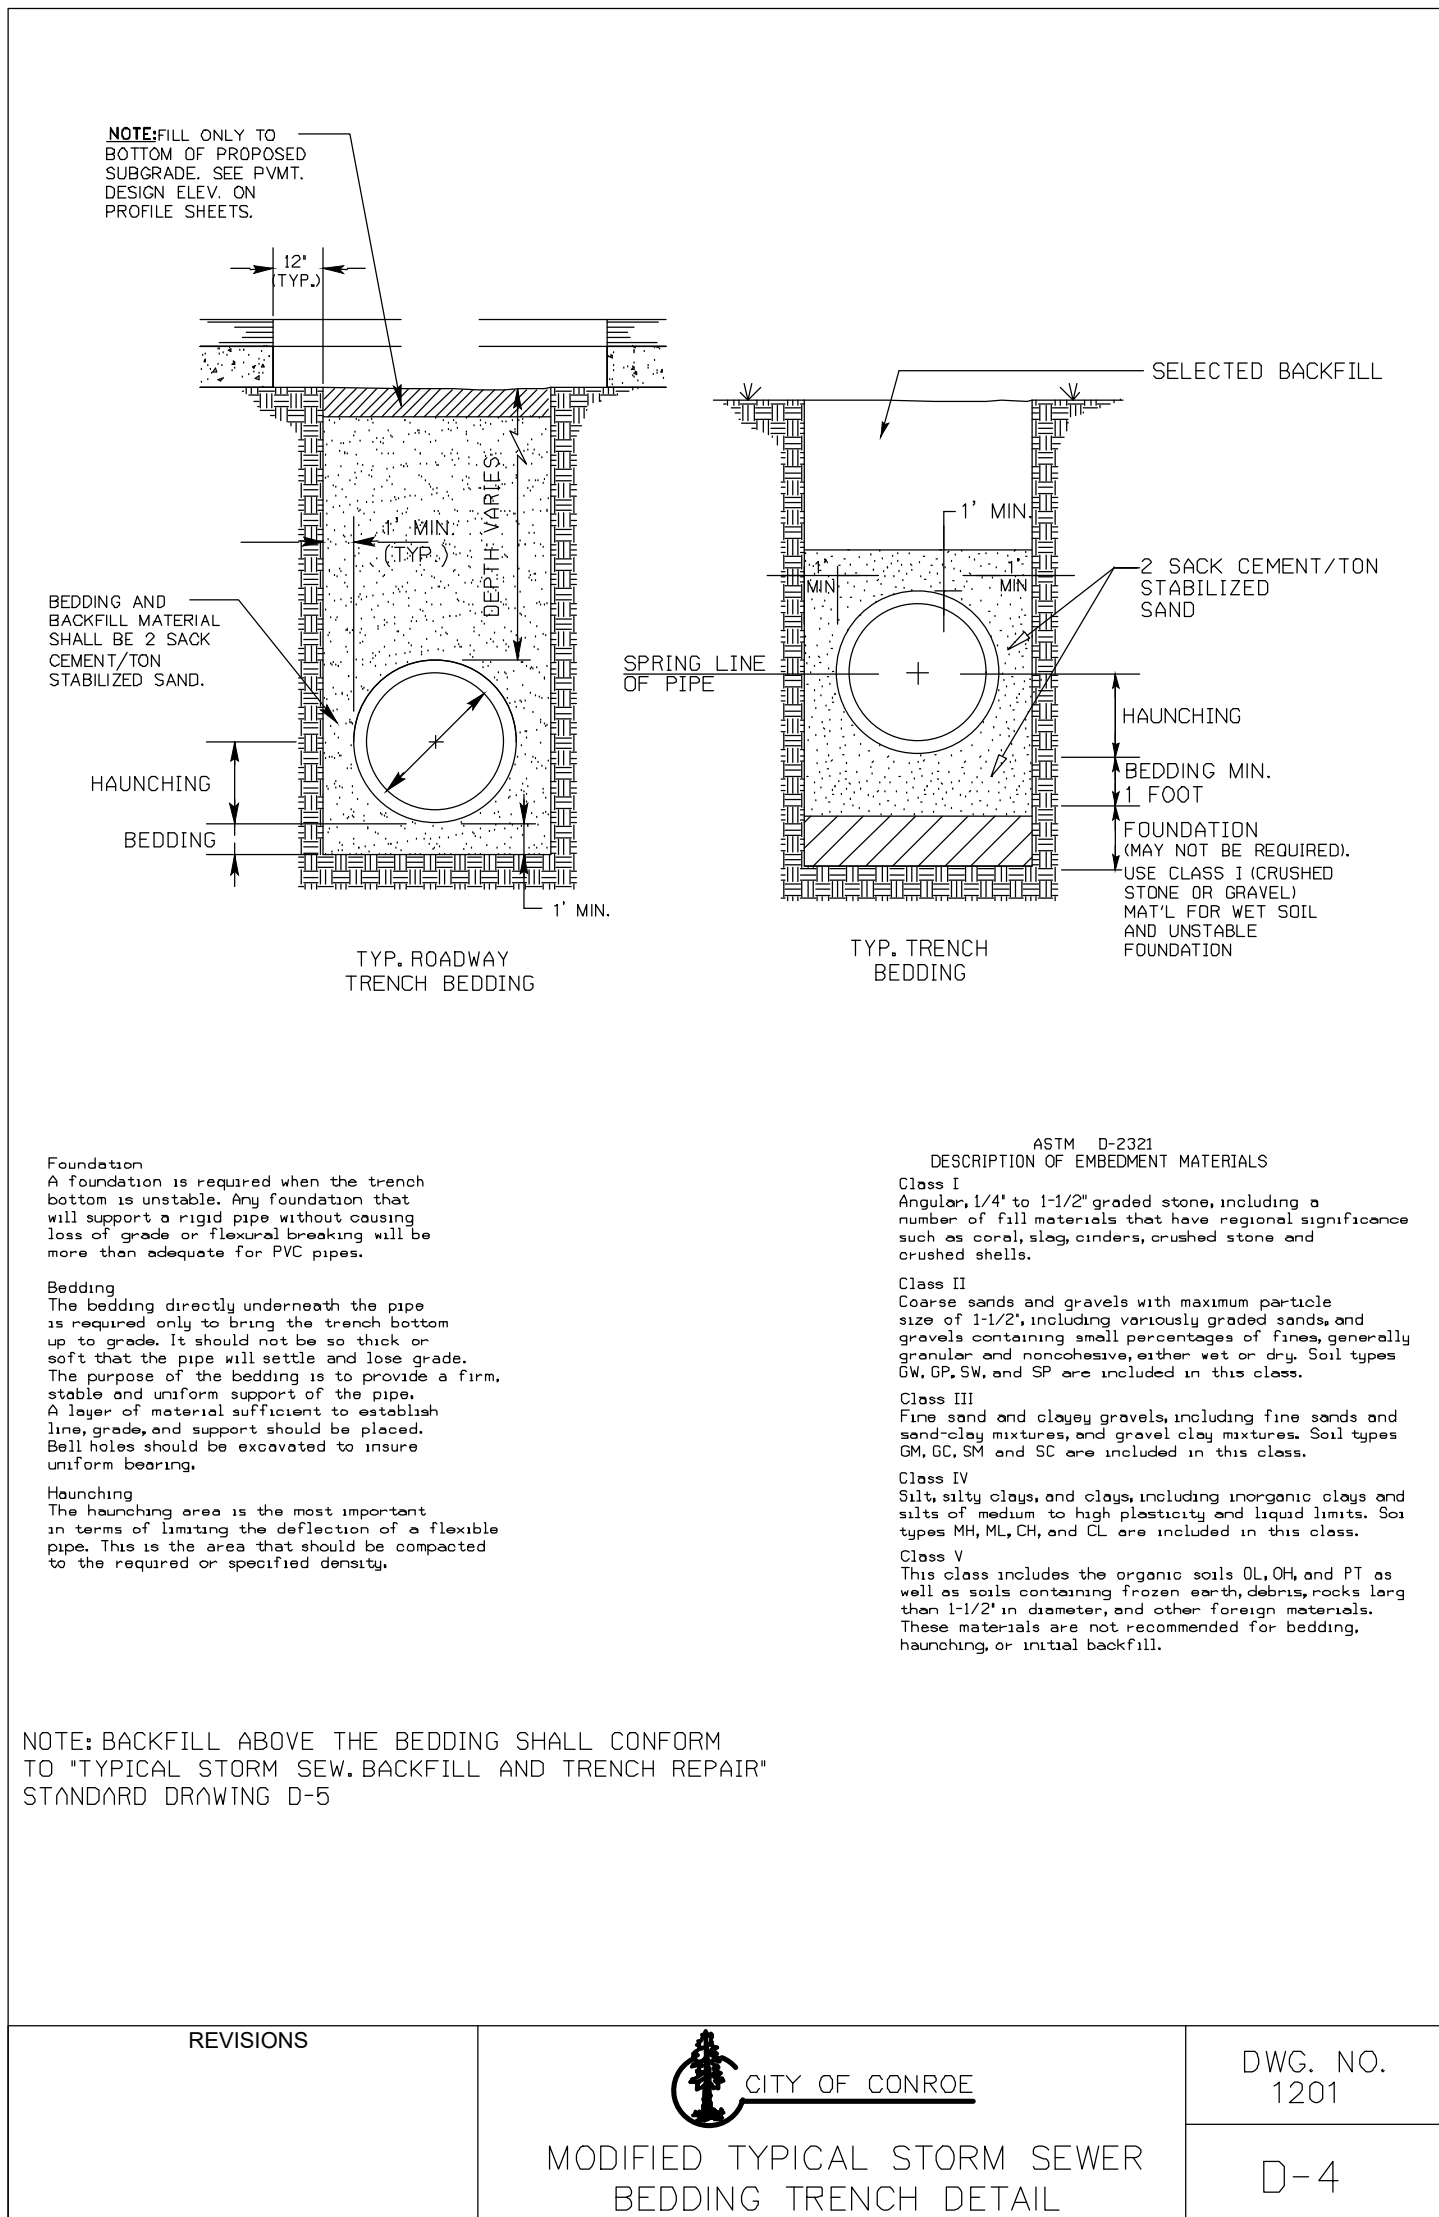 NOTE: FILL ONLY TO
BOTTOM OF PROPOSED
SUBGRADE. SEE PVMT.
DESIGN ELEV. ON
PROFILE SHEETS.
12"
(TYP.)
1' MIN.
(TYP.)
DEPTH VARIES
BEDDING AND
BACKFILL MATERIAL
SHALL BE 2 SACK
CEMENT/TON
STABILIZED SAND.
HAUNCHING
BEDDING
1' MIN.
TYP. ROADWAY
TRENCH BEDDING
SELECTED BACKFILL
1' MIN.
1'
MIN
1'
MIN
2 SACK CEMENT/TON
STABILIZED
SAND
SPRING LINE
OF PIPE
HAUNCHING
BEDDING MIN.
1 FOOT
FOUNDATION
(MAY NOT BE REQUIRED).
USE CLASS I (CRUSHED
STONE OR GRAVEL)
MAT'L FOR WET SOIL
AND UNSTABLE
FOUNDATION
TYP. TRENCH
BEDDING
Foundation
A foundation is required when the trench
bottom is unstable. Any foundation that
will support a rigid pipe without causing
loss of grade or flexural breaking will be
more than adequate for PVC pipes.
Bedding
The bedding directly underneath the pipe
is required only to bring the trench bottom
up to grade. It should not be so thick or
soft that the pipe will settle and lose grade.
The purpose of the bedding is to provide a firm,
stable and uniform support of the pipe.
A layer of material sufficient to establish
line, grade, and support should be placed.
Bell holes should be excavated to insure
uniform bearing.
Haunching
The haunching area is the most important
in terms of limiting the deflection of a flexible
pipe. This is the area that should be compacted
to the required or specified density.
ASTM D-2321
DESCRIPTION OF EMBEDMENT MATERIALS
Class I
Angular, 1/4" to 1-1/2" graded stone, including a
number of fill materials that have regional significance
such as coral, slag, cinders, crushed stone and
crushed shells.
Class II
Coarse sands and gravels with maximum particle
size of 1-1/2", including variously graded sands, and
gravels containing small percentages of fines, generally
granular and noncohesive, either wet or dry. Soil types
GW, GP, SW, and SP are included in this class.
Class III
Fine sand and clayey gravels, including fine sands and
sand-clay mixtures, and gravel clay mixtures. Soil types
GM, GC, SM and SC are included in this class.
Class IV
Silt, silty clays, and clays, including inorganic clays and
silts of medium to high plasticity and liquid limits. Soi
types MH, ML, CH, and CL are included in this class.
Class V
This class includes the organic soils OL, OH, and PT as
well as soils containing frozen earth, debris, rocks larg
than 1-1/2" in diameter, and other foreign materials.
These materials are not recommended for bedding,
haunching, or initial backfill.
NOTE: BACKFILL ABOVE THE BEDDING SHALL CONFORM
TO "TYPICAL STORM SEW. BACKFILL AND TRENCH REPAIR"
STANDARD DRAWING D-5
REVISIONS
CITY OF CONROE
MODIFIED TYPICAL STORM SEWER
BEDDING TRENCH DETAIL
DWG. NO.
1201
D-4